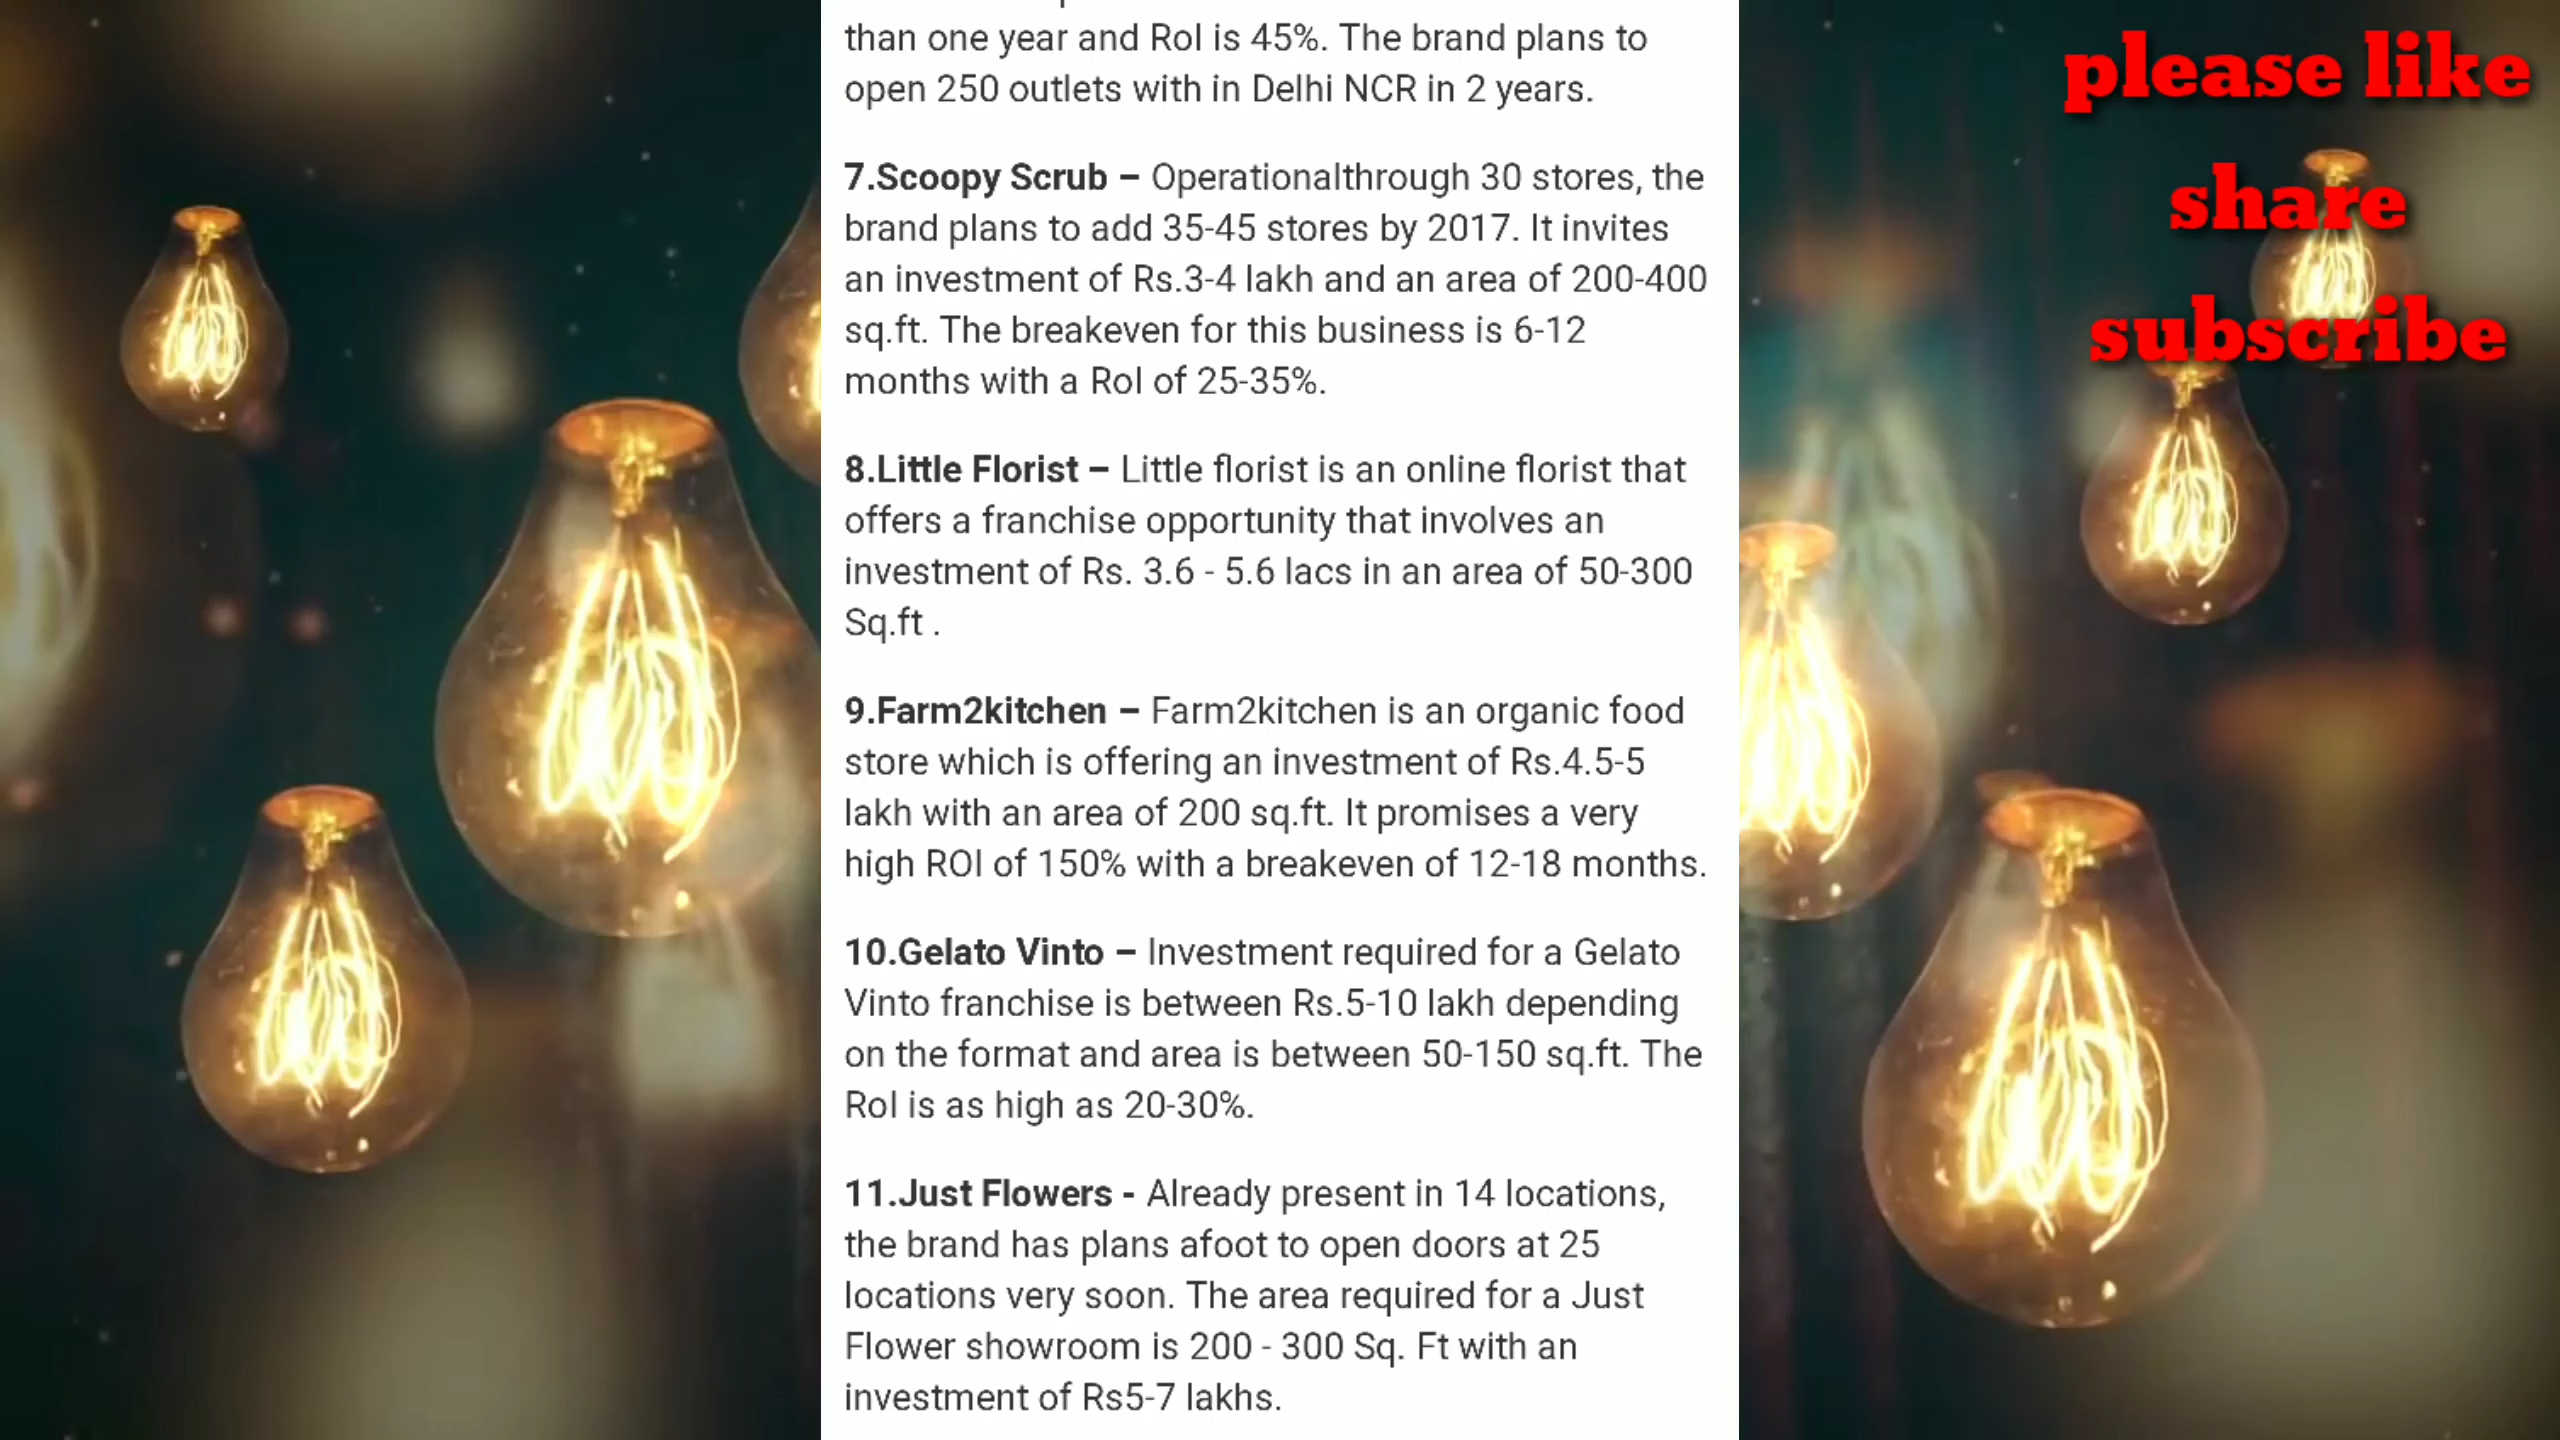 than one year and RoI is 45%. The brand plans to
open 250 outlets with in Delhi NCR in 2 years.
7.Scoopy Scrub – Operationalthrough 30 stores, the
brand plans to add 35-45 stores by 2017. It invites
an investment of Rs.3-4 lakh and an area of 200-400
sq.ft. The breakeven for this business is 6-12
months with a RoI of 25-35%.
8.Little Florist – Little florist is an online florist that
offers a franchise opportunity that involves an
investment of Rs. 3.6 - 5.6 lacs in an area of 50-300
Sq.ft .
9.Farm2kitchen – Farm2kitchen is an organic food
store which is offering an investment of Rs.4.5-5
lakh with an area of 200 sq.ft. It promises a very
high ROI of 150% with a breakeven of 12-18 months.
10.Gelato Vinto – Investment required for a Gelato
Vinto franchise is between Rs.5-10 lakh depending
on the format and area is between 50-150 sq.ft. The
RoI is as high as 20-30%.
11.Just Flowers - Already present in 14 locations,
the brand has plans afoot to open doors at 25
locations very soon. The area required for a Just
Flower showroom is 200 - 300 Sq. Ft with an
investment of Rs5-7 lakhs.
please like
share
subscribe